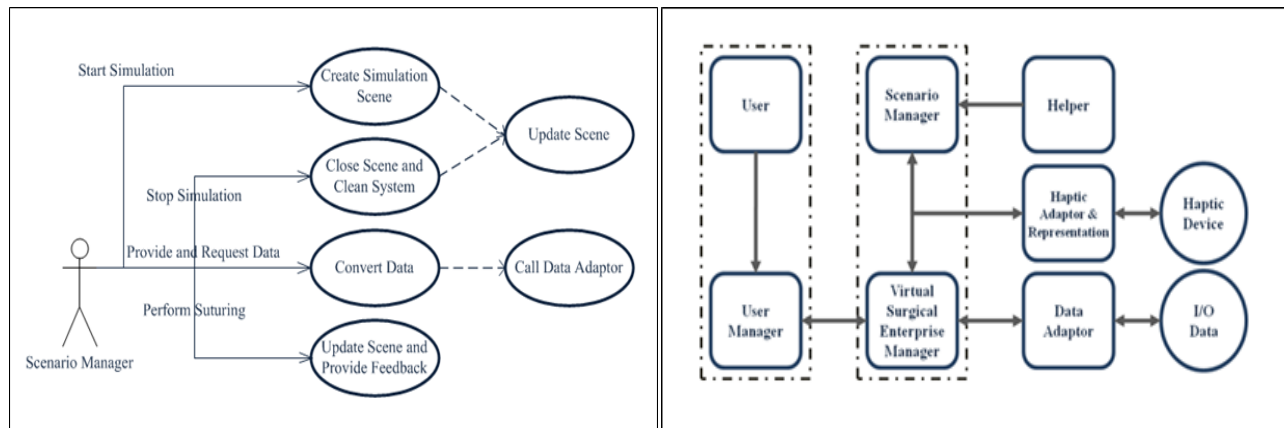 Start Simulation
Create Simulation
Scene
Update Scene
Close Scene and
Clean System
Stop Simulation
Provide and Request Data
Convert Data
Call Data Adaptor
Perform Suturing
Update Scene and
Provide Feedback
Scenario Manager
User
Scenario
Manager
Helper
Haptic
Adaptor &
Representation
Haptic
Device
User
Manager
Virtual
Surgical
Enterprise
Manager
Data
Adaptor
I/O
Data